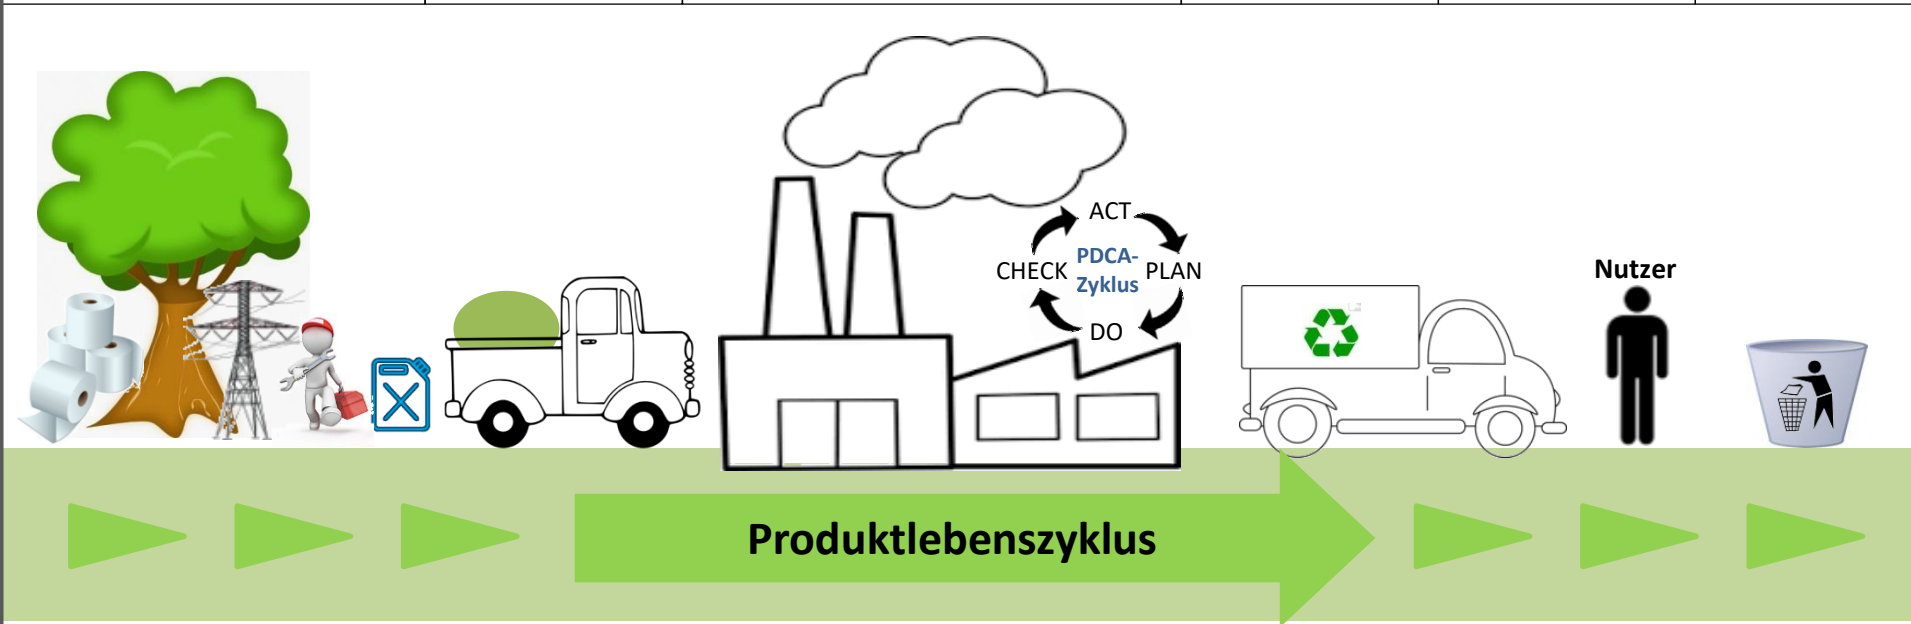 ACT
CHECK
PDCA-
Zyklus
PLAN
DO
Nutzer
Produktlebenszyklus